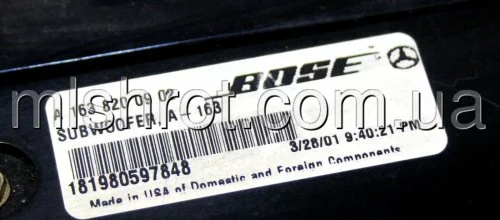 BOSE
A 163 820 09 02
SUBWOOFER, A-163
181980597848
3/28/01 9:40:21-PM
Made in USA of Domestic and Foreign Components
mlshrot.com.ua